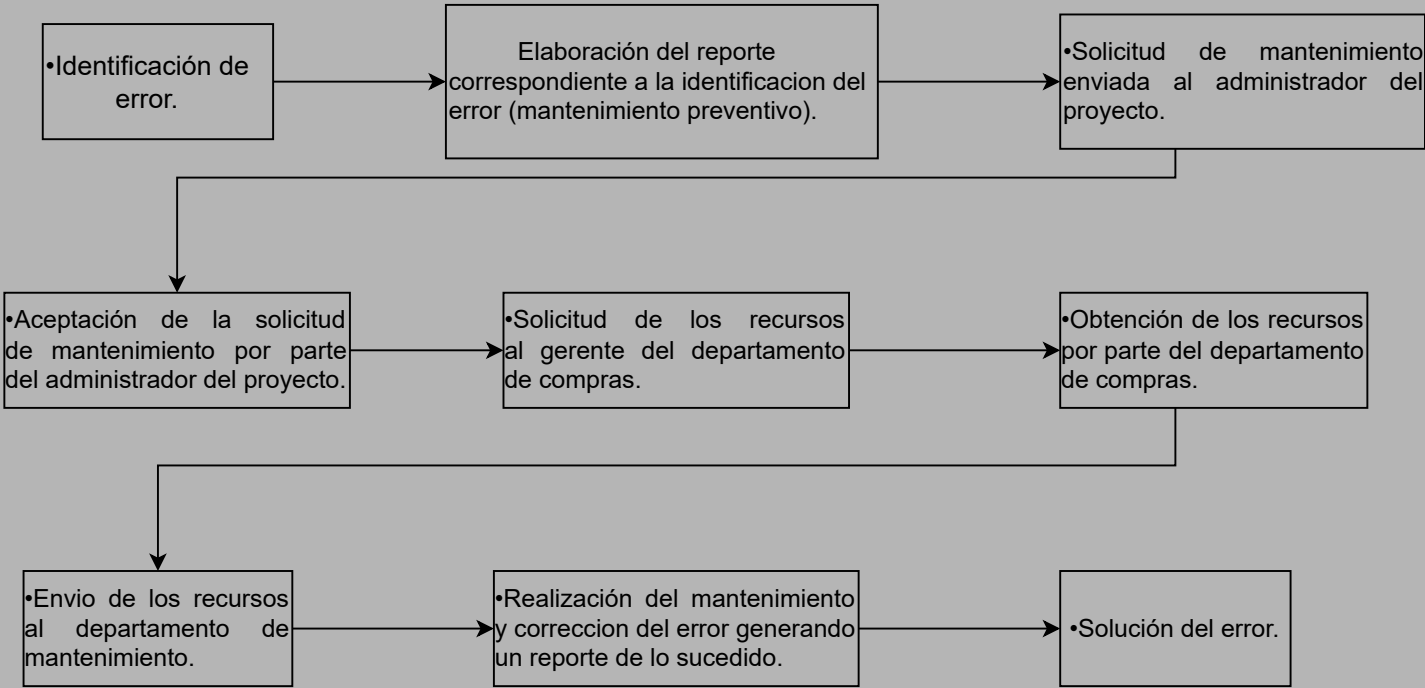 •Identificación de
error.
Elaboración del reporte
correspondiente a la identificacion del
error (mantenimiento preventivo).
•Solicitud de mantenimiento
enviada al administrador del
proyecto.
•Aceptación de la solicitud
de mantenimiento por parte
del administrador del proyecto.
•Solicitud de los recursos
al gerente del departamento
de compras.
•Obtención de los recursos
por parte del departamento
de compras.
•Envio de los recursos
al departamento de
mantenimiento.
•Realización del mantenimiento
y correccion del error generando
un reporte de lo sucedido.
•Solución del error.